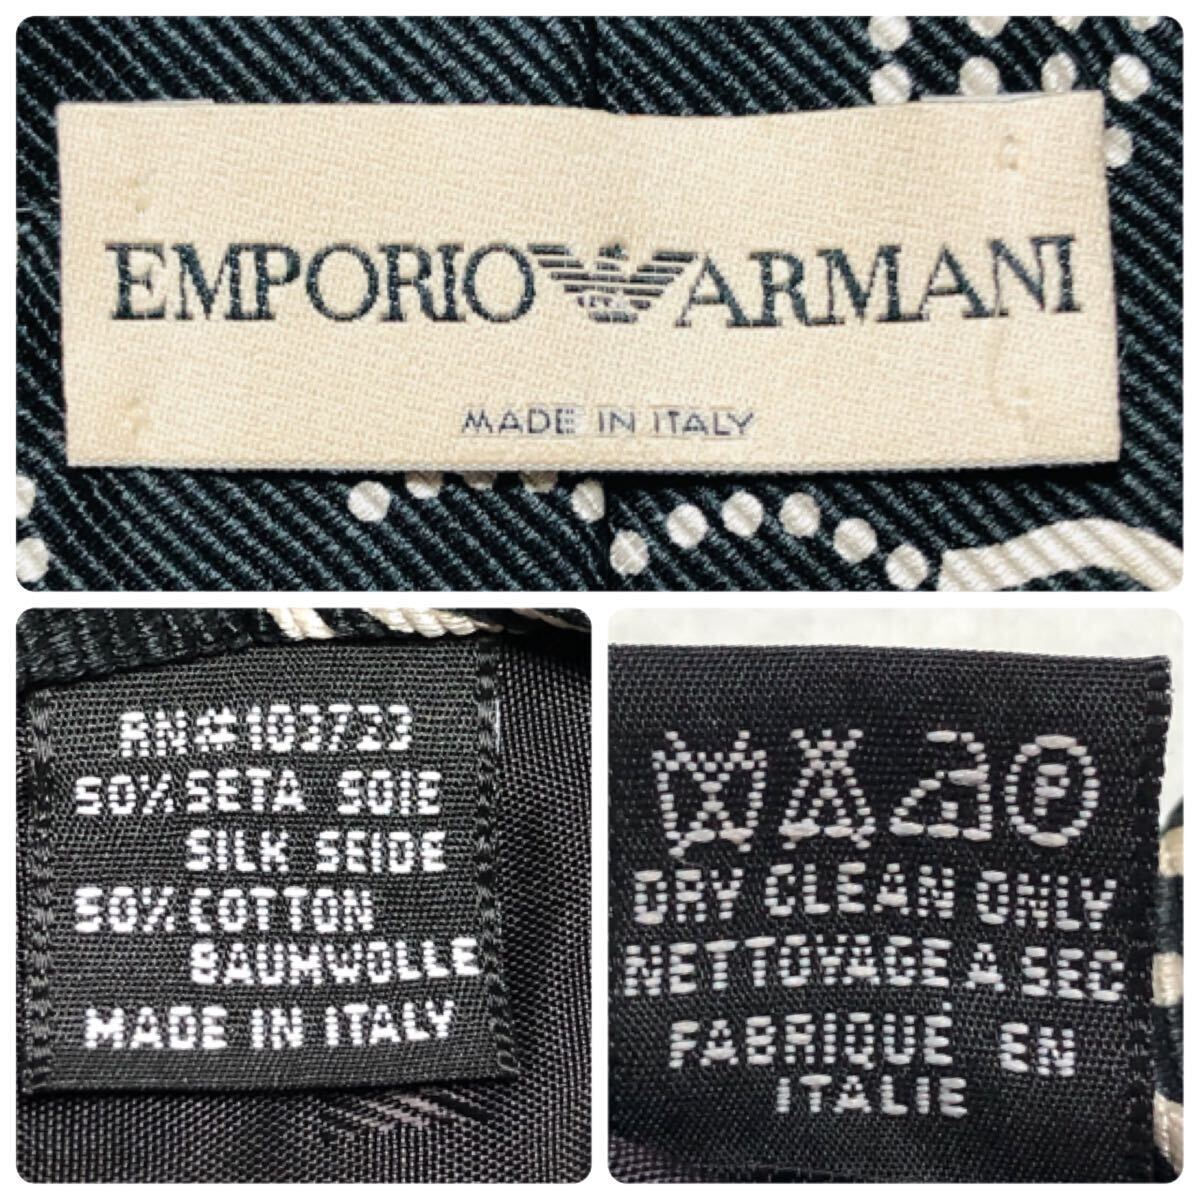 EMPORIO ARMANI
MADE IN ITALY
RN#103723
50% SETA SOIE
SILK SEIDE
50% COTTON
BAUMWOLLE
MADE IN ITALY
P
DRY CLEAN ONLY
NETTOYAGE A SEC
FABRIQUÉ EN
ITALIE